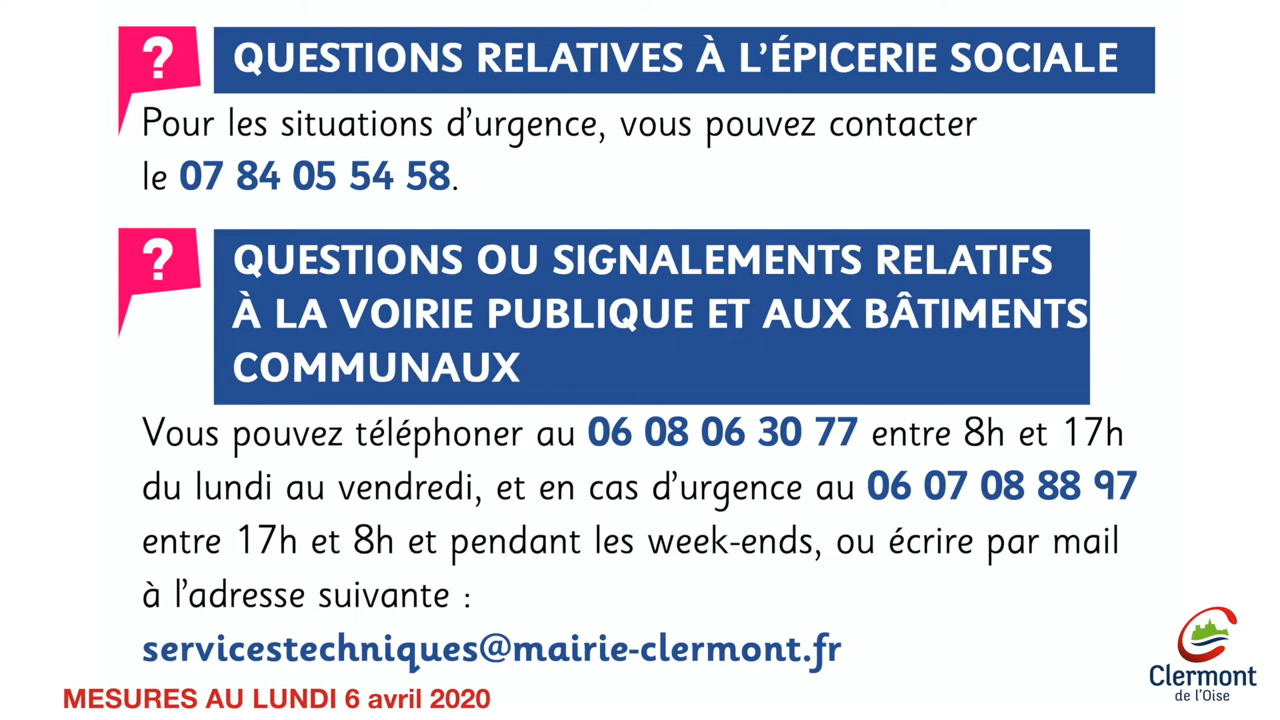 ?
QUESTIONS RELATIVES À L’ÉPICERIE SOCIALE
Pour les situations d’urgence, vous pouvez contacter
le 07 84 05 54 58.
?
QUESTIONS OU SIGNALEMENTS RELATIFS
À LA VOIRIE PUBLIQUE ET AUX BÂTIMENTS
COMMUNAUX
Vous pouvez téléphoner au 06 08 06 30 77 entre 8h et 17h
du lundi au vendredi, et en cas d’urgence au 06 07 08 88 97
entre 17h et 8h et pendant les week-ends, ou écrire par mail
à l’adresse suivante :
servicestechniques@mairie-clermont.fr
MESURES AU LUNDI 6 avril 2020
Clermont
de l’Oise